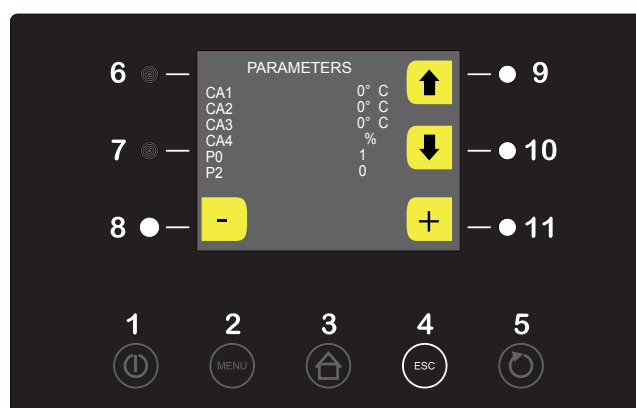 PARAMETERS
CA1 0° C
CA2 0° C
CA3 0° C
CA4 %
P0 1
P2 0
- +
6
7
8
9
10
11
1 2 3 4 5
MENU ESC